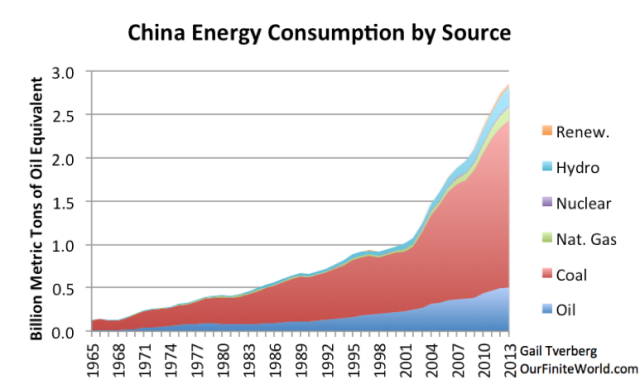 China Energy Consumption by Source
Billion Metric Tons of Oil Equivalent
3.0
2.5
2.0
1.5
1.0
0.5
0.0
1965
1968
1971
1974
1977
1980
1983
1986
1989
1992
1995
1998
2001
2004
2007
2010
2013
Renew.
Hydro
Nuclear
Nat. Gas
Coal
Oil
Gail Tverberg
OurFiniteWorld.com